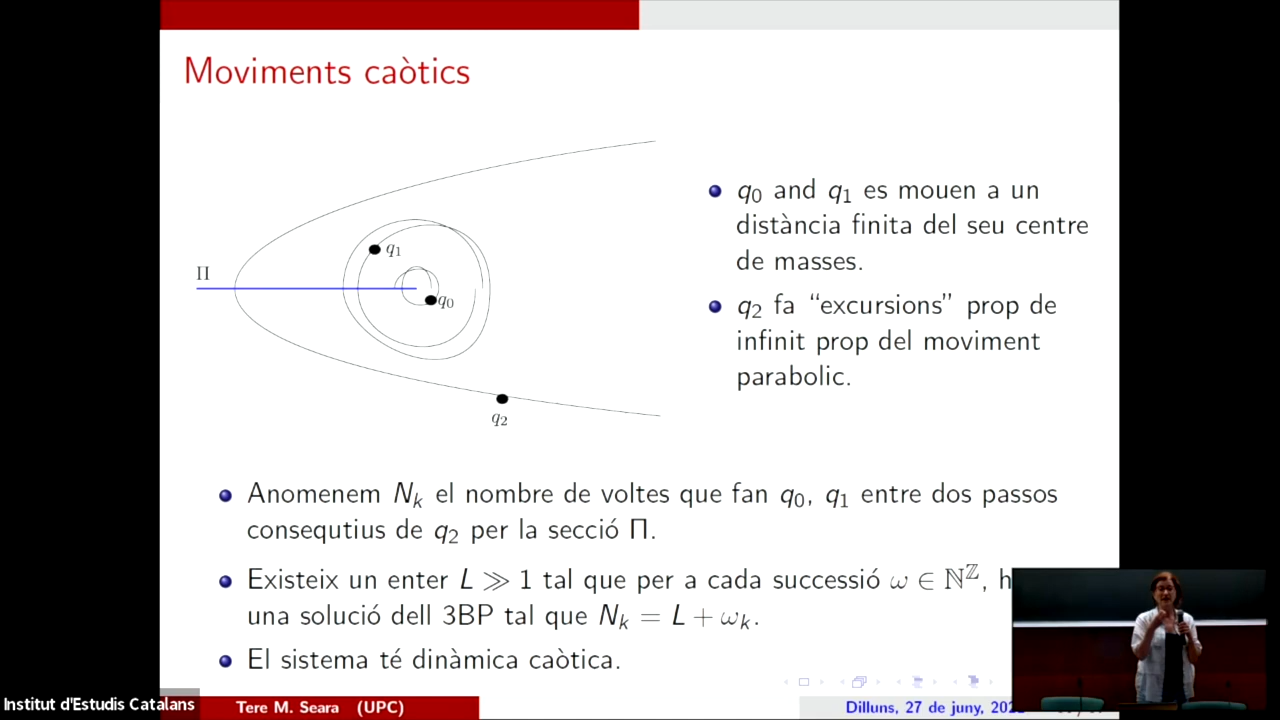 Moviments caòtics
Π
q1
q0
q2
q0 and q1 es mouen a un
distància finita del seu centre
de masses.
q2 fa “excursions” prop de
infinit prop del moviment
parabolic.
Anomenem Nk el nombre de voltes que fan q0, q1 entre dos passos
consequtius de q2 per la secció Π.
Existeix un enter L ≫ 1 tal que per a cada successió ω ∈ ℕ^ℤ,
una solució dell 3BP tal que Nk = L + ωk.
El sistema té dinàmica caòtica.
Institut d'Estudis Catalans
Tere M. Seara (UPC)
Dilluns, 27 de juny,